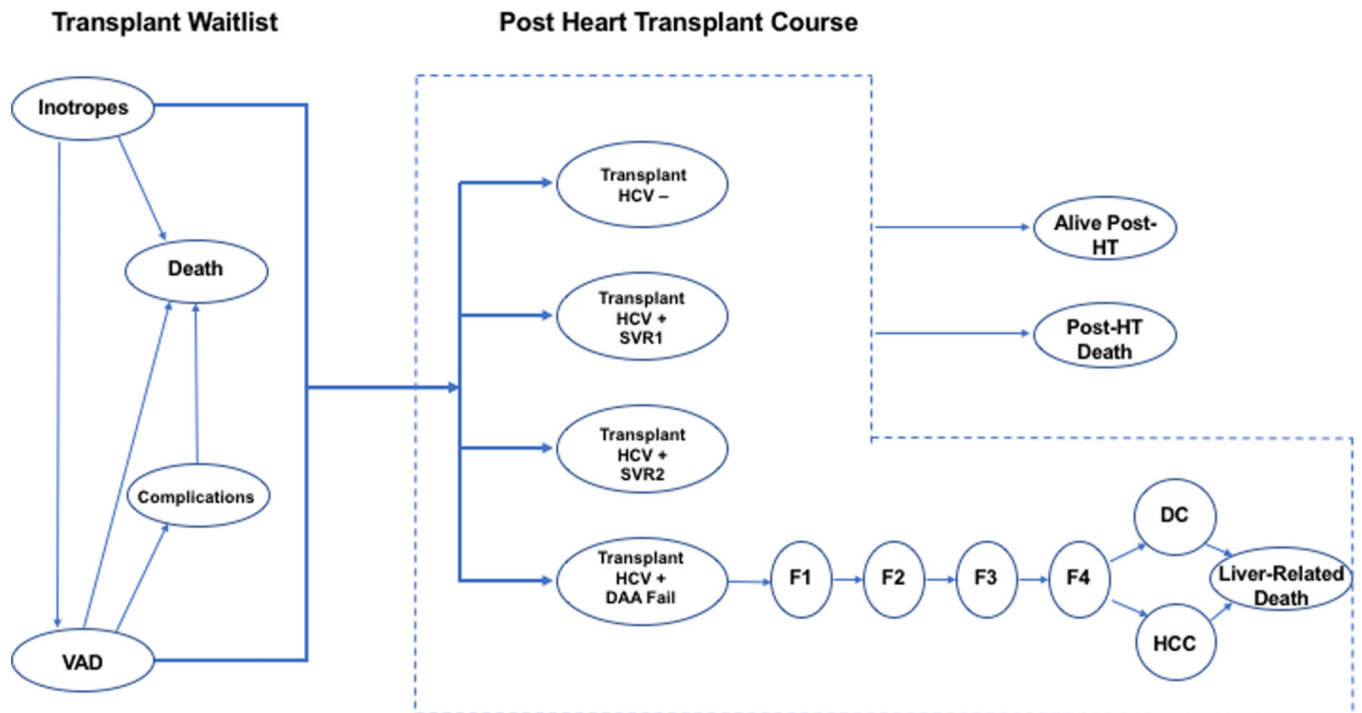 Transplant Waitlist
Post Heart Transplant Course
Inotropes
Death
Complications
VAD
Transplant
HCV –
Transplant
HCV +
SVR1
Transplant
HCV +
SVR2
Transplant
HCV +
DAA Fail
F1
F2
F3
F4
DC
HCC
Liver-Related
Death
Alive Post-
HT
Post-HT
Death